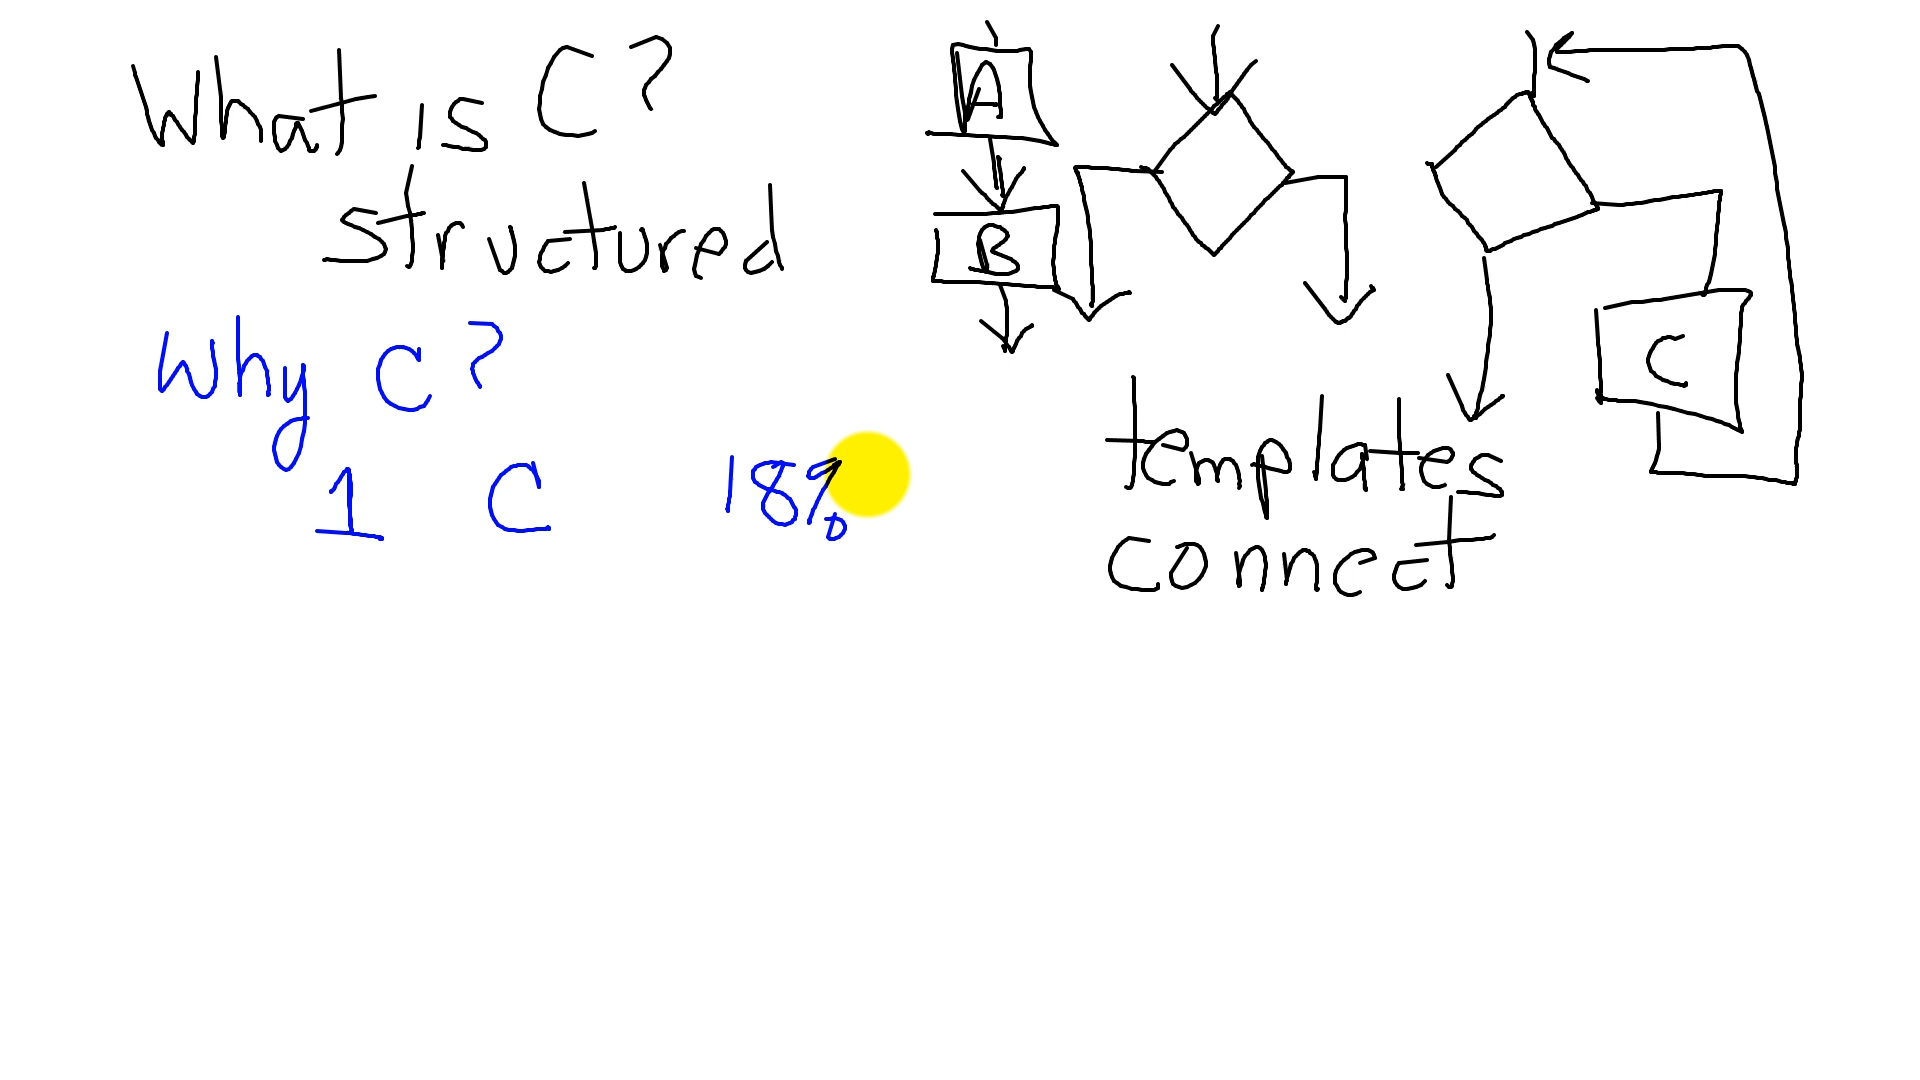 What is C?
structured
Why C?
1 C 18%
A
B
C
templates
connect